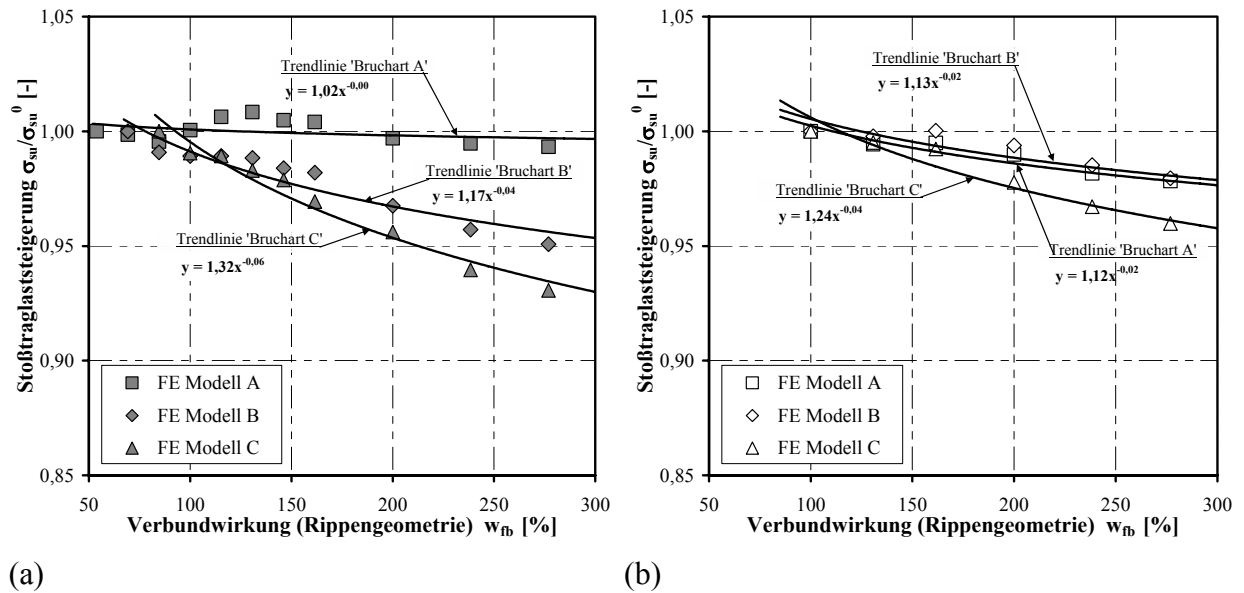 Stoßtraglaststeigerung σsu/σsu⁰ [-]
1,05
1,00
0,95
0,90
0,85
Trendlinie 'Bruchart A'
y = 1,02x^-0,00
Trendlinie 'Bruchart B'
y = 1,17x^-0,04
Trendlinie 'Bruchart C'
y = 1,32x^-0,06
FE Modell A
FE Modell B
FE Modell C
50 100 150 200 250 300
Verbundwirkung (Rippengeometrie) wfb [%]
(a)
Stoßtraglaststeigerung σsu/σsu⁰ [-]
1,05
1,00
0,95
0,90
0,85
Trendlinie 'Bruchart B'
y = 1,13x^-0,02
Trendlinie 'Bruchart C'
y = 1,24x^-0,04
Trendlinie 'Bruchart A'
y = 1,12x^-0,02
FE Modell A
FE Modell B
FE Modell C
50 100 150 200 250 300
Verbundwirkung (Rippengeometrie) wfb [%]
(b)